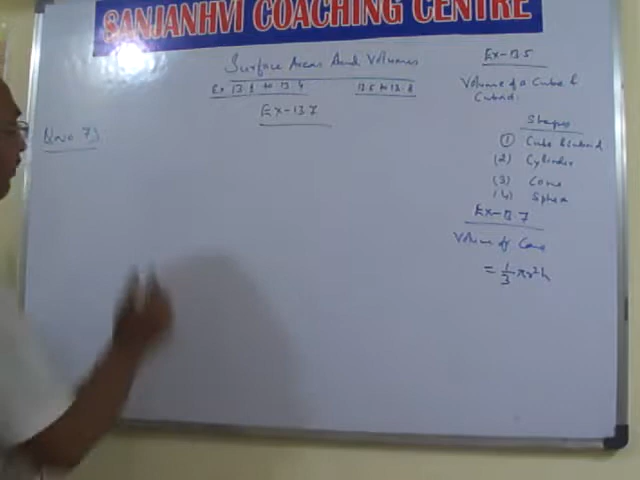 SANJANHVI COACHING CENTRE
Surface Areas And Volumes
Ex 13.1 to 13.4 13.5 to 13.8
Ex-13.7
Q.No 7)
Ex-13.5
Volume of a Cube &
Cuboid.
Shapes
(1) Cube & Cuboid
(2) Cylinder
(3) Cone
(4) Sphere
Ex-13.7
Volume of Cone
= 1/3 πr²h